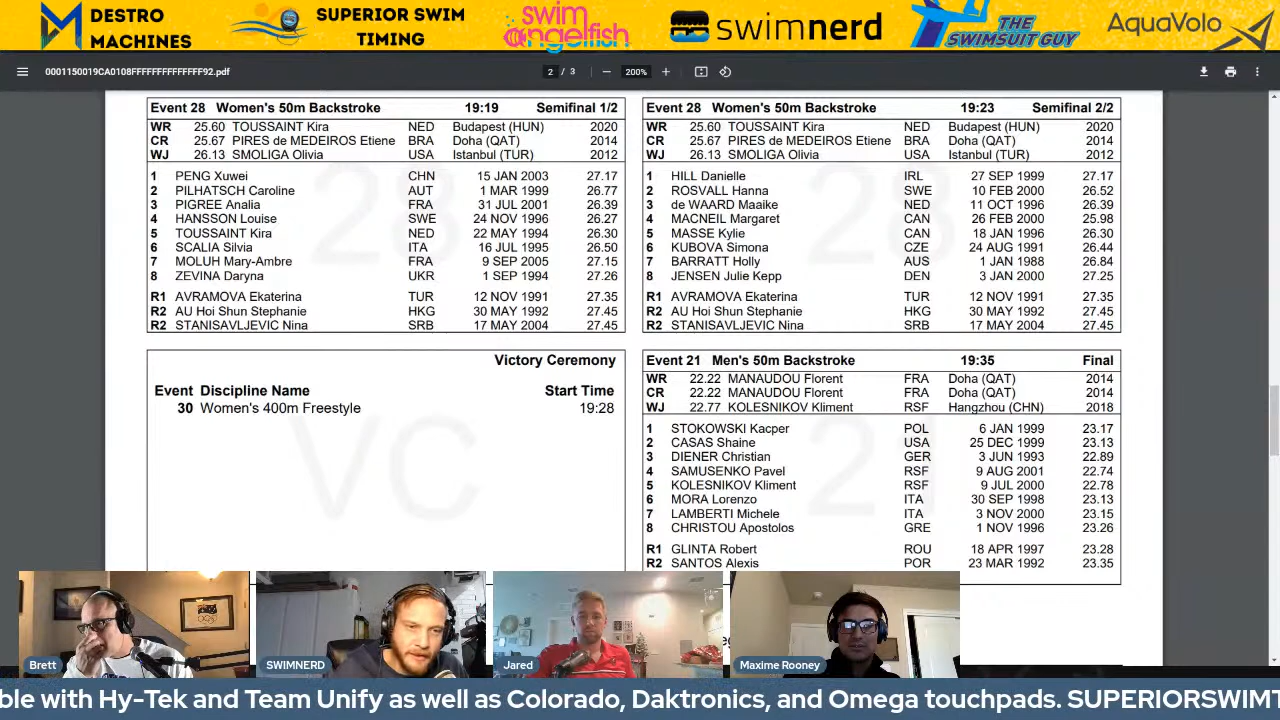 DESTRO MACHINES
SUPERIOR SWIM TIMING
swim angelfish
swimnerd
THE SWIMSUIT GUY
AquaVolo
0001150019CA0108FFFFFFFFFFFFFF92.pdf
2 / 3
200%
Event 28 Women's 50m Backstroke 19:19 Semifinal 1/2
WR 25.60 TOUSSAINT Kira NED Budapest (HUN) 2020
CR 25.67 PIRES de MEDEIROS Etiene BRA Doha (QAT) 2014
WJ 26.13 SMOLIGA Olivia USA Istanbul (TUR) 2012
1 PENG Xuwei CHN 15 JAN 2003 27.17
2 PILHATSCH Caroline AUT 1 MAR 1999 26.77
3 PIGREE Analia FRA 31 JUL 2001 26.39
4 HANSSON Louise SWE 24 NOV 1996 26.27
5 TOUSSAINT Kira NED 22 MAY 1994 26.30
6 SCALIA Silvia ITA 16 JUL 1995 26.50
7 MOLUH Mary-Ambre FRA 9 SEP 2005 27.15
8 ZEVINA Daryna UKR 1 SEP 1994 27.26
R1 AVRAMOVA Ekaterina TUR 12 NOV 1991 27.35
R2 AU Hoi Shun Stephanie HKG 30 MAY 1992 27.45
R2 STANISAVLJEVIC Nina SRB 17 MAY 2004 27.45
28
Event 28 Women's 50m Backstroke 19:23 Semifinal 2/2
WR 25.60 TOUSSAINT Kira NED Budapest (HUN) 2020
CR 25.67 PIRES de MEDEIROS Etiene BRA Doha (QAT) 2014
WJ 26.13 SMOLIGA Olivia USA Istanbul (TUR) 2012
1 HILL Danielle IRL 27 SEP 1999 27.17
2 ROSVALL Hanna SWE 10 FEB 2000 26.52
3 de WAARD Maaike NED 11 OCT 1996 26.39
4 MACNEIL Margaret CAN 26 FEB 2000 25.98
5 MASSE Kylie CAN 18 JAN 1996 26.30
6 KUBOVA Simona CZE 24 AUG 1991 26.44
7 BARRATT Holly AUS 1 JAN 1988 26.84
8 JENSEN Julie Kepp DEN 3 JAN 2000 27.25
R1 AVRAMOVA Ekaterina TUR 12 NOV 1991 27.35
R2 AU Hoi Shun Stephanie HKG 30 MAY 1992 27.45
R2 STANISAVLJEVIC Nina SRB 17 MAY 2004 27.45
28
Victory Ceremony
Event Discipline Name Start Time
30 Women's 400m Freestyle 19:28
VC
Event 21 Men's 50m Backstroke 19:35 Final
WR 22.22 MANAUDOU Florent FRA Doha (QAT) 2014
CR 22.22 MANAUDOU Florent FRA Doha (QAT) 2014
WJ 22.77 KOLESNIKOV Kliment RSF Hangzhou (CHN) 2018
1 STOKOWSKI Kacper POL 6 JAN 1999 23.17
2 CASAS Shaine USA 25 DEC 1999 23.13
3 DIENER Christian GER 3 JUN 1993 22.89
4 SAMUSENKO Pavel RSF 9 AUG 2001 22.74
5 KOLESNIKOV Kliment RSF 9 JUL 2000 22.78
6 MORA Lorenzo ITA 30 SEP 1998 23.13
7 LAMBERTI Michele ITA 3 NOV 2000 23.15
8 CHRISTOU Apostolos GRE 1 NOV 1996 23.26
R1 GLINTA Robert ROU 18 APR 1997 23.28
R2 SANTOS Alexis POR 23 MAR 1992 23.35
21
Brett
SWIMNERD
Jared
Maxime Rooney
ble with Hy-Tek and Team Unify as well as Colorado, Daktronics, and Omega touchpads. SUPERIORSWIMT